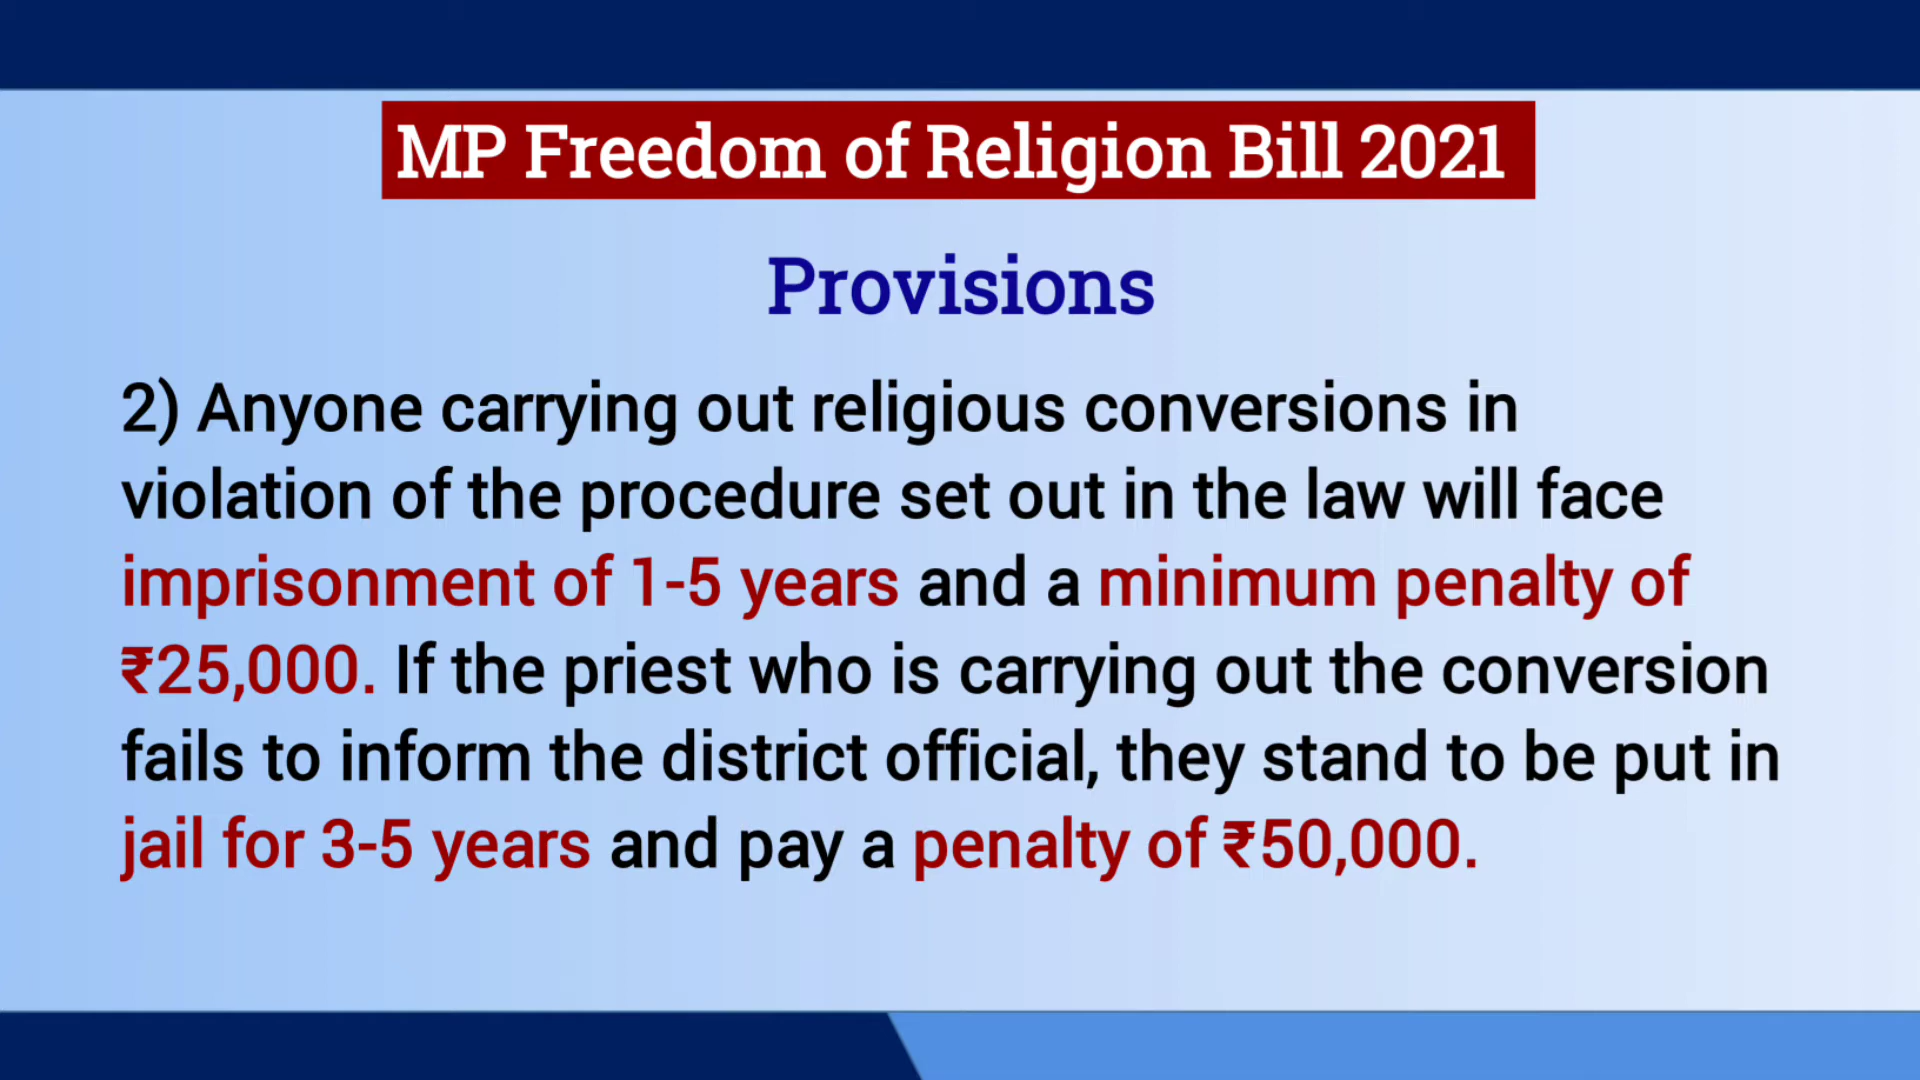 MP Freedom of Religion Bill 2021
Provisions
2) Anyone carrying out religious conversions in
violation of the procedure set out in the law will face
imprisonment of 1-5 years and a minimum penalty of
₹25,000. If the priest who is carrying out the conversion
fails to inform the district official, they stand to be put in
jail for 3-5 years and pay a penalty of ₹50,000.